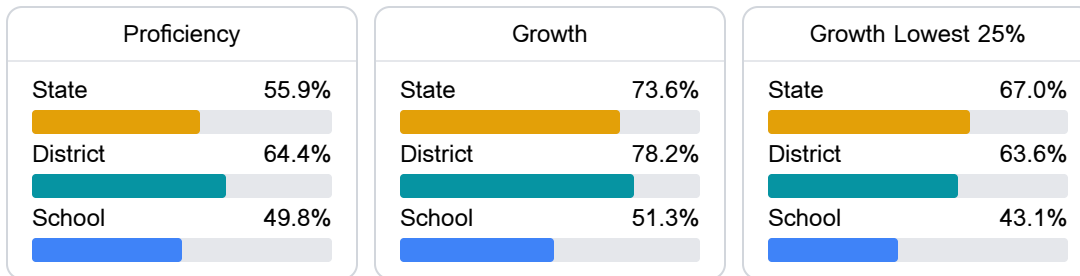 Proficiency
State 55.9%
District 64.4%
School 49.8%
Growth
State 73.6%
District 78.2%
School 51.3%
Growth Lowest 25%
State 67.0%
District 63.6%
School 43.1%